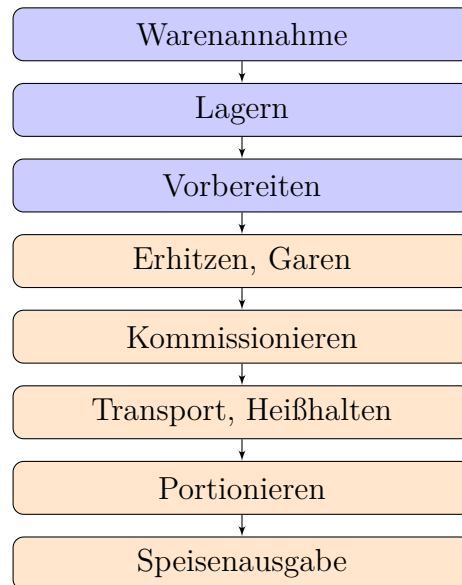 Warenannahme
Lagern
Vorbereiten
Erhitzen, Garen
Kommissionieren
Transport, Heißhalten
Portionieren
Speisenausgabe